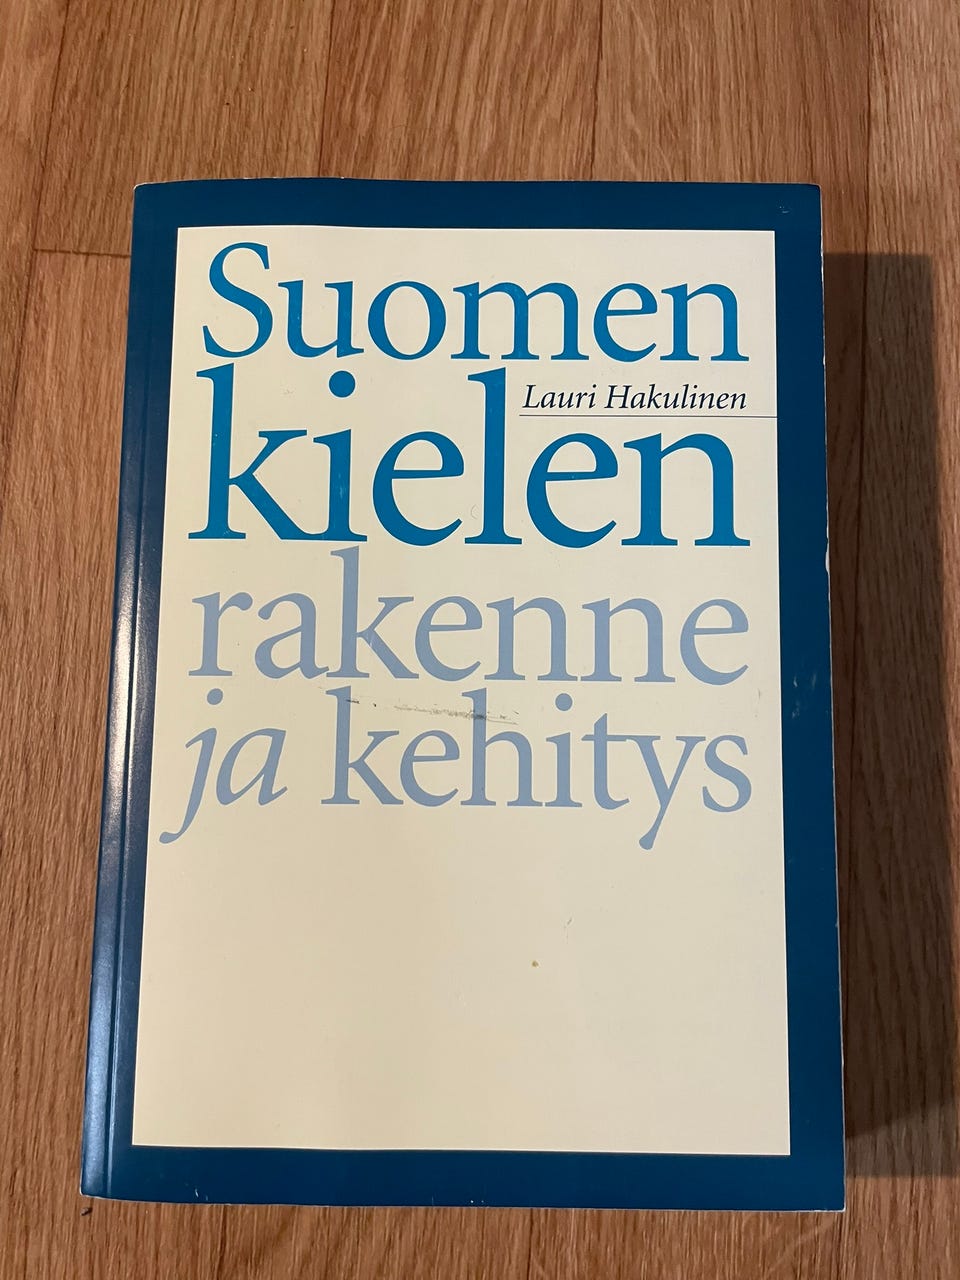 Suomen
Lauri Hakulinen
kielen
rakenne
ja kehitys